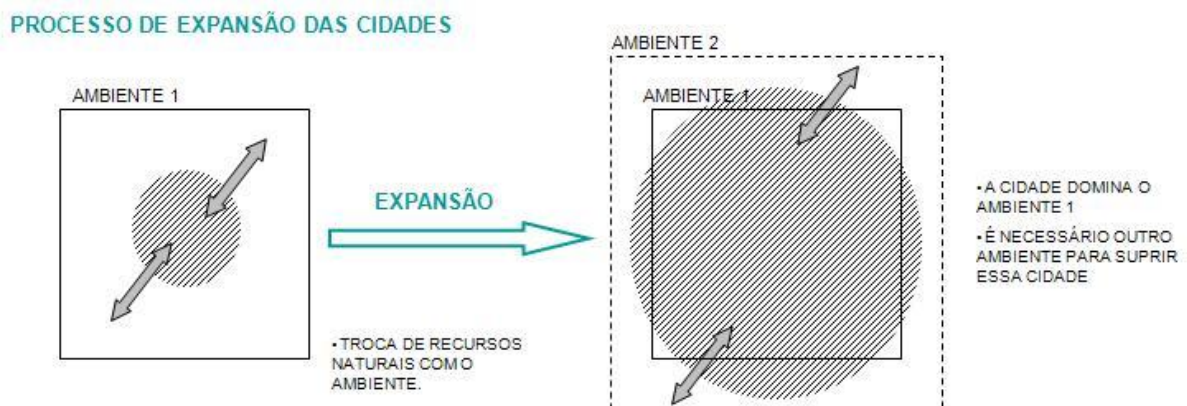 PROCESSO DE EXPANSÃO DAS CIDADES
AMBIENTE 1
EXPANSÃO
• TROCA DE RECURSOS
NATURAIS COM O
AMBIENTE.
AMBIENTE 2
AMBIENTE 1
• A CIDADE DOMINA O
AMBIENTE 1
• É NECESSÁRIO OUTRO
AMBIENTE PARA SUPRIR
ESSA CIDADE